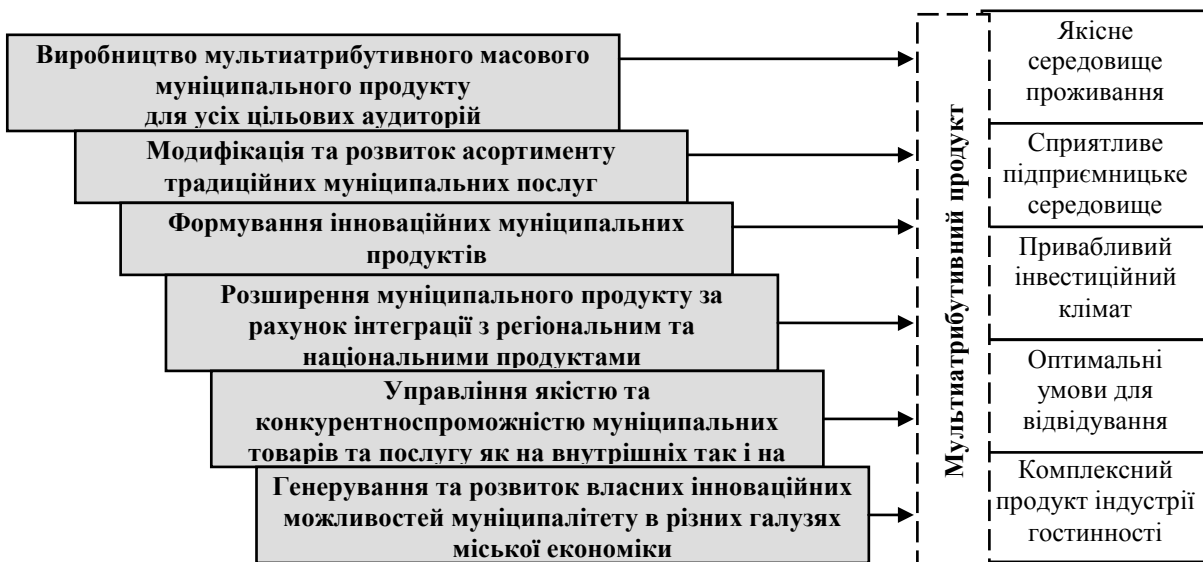 Виробництво мультиатрибутивного масового
муніципального продукту
для усіх цільових аудиторій
Модифікація та розвиток асортименту
традиційних муніципальних послуг
Формування інноваційних муніципальних
продуктів
Розширення муніципального продукту за
рахунок інтеграції з регіональним та
національними продуктами
Управління якістю та
конкурентноспроможністю муніципальних
товарів та послугу як на внутрішніх так і на
Генерування та розвиток власних інноваційних
можливостей муніципалітету в різних галузях
міської економіки
Мультиатрибутивний продукт
Якісне
середовище
проживання
Сприятливе
підприємницьке
середовище
Привабливий
інвестиційний
клімат
Оптимальні
умови для
відвідування
Комплексний
продукт індустрії
гостинності